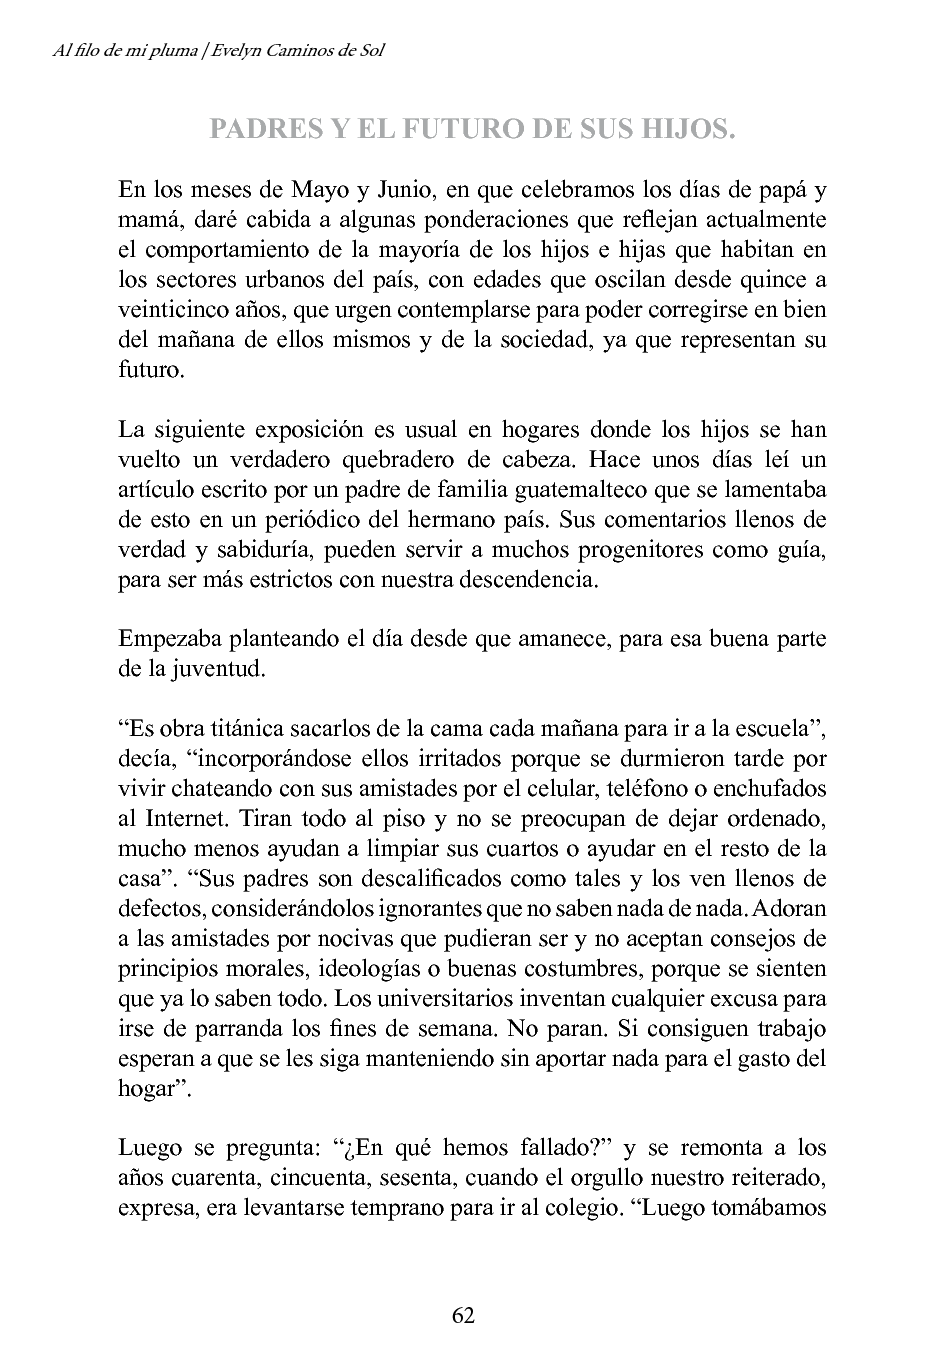 Al filo de mi pluma | Evelyn Caminos de Sol
PADRES Y EL FUTURO DE SUS HIJOS.
En los meses de Mayo y Junio, en que celebramos los días de papá y
mamá, daré cabida a algunas ponderaciones que reflejan actualmente
el comportamiento de la mayoría de los hijos e hijas que habitan en
los sectores urbanos del país, con edades que oscilan desde quince a
veinticinco años, que urgen contemplarse para poder corregirse en bien
del mañana de ellos mismos y de la sociedad, ya que representan su
futuro.
La siguiente exposición es usual en hogares donde los hijos se han
vuelto un verdadero quebradero de cabeza. Hace unos días leí un
artículo escrito por un padre de familia guatemalteco que se lamentaba
de esto en un periódico del hermano país. Sus comentarios llenos de
verdad y sabiduría, pueden servir a muchos progenitores como guía,
para ser más estrictos con nuestra descendencia.
Empezaba planteando el día desde que amanece, para esa buena parte
de la juventud.
“Es obra titánica sacarlos de la cama cada mañana para ir a la escuela”,
decía, “incorporándose ellos irritados porque se durmieron tarde por
vivir chateando con sus amistades por el celular, teléfono o enchufados
al Internet. Tiran todo al piso y no se preocupan de dejar ordenado,
mucho menos ayudan a limpiar sus cuartos o ayudar en el resto de la
casa”. “Sus padres son descalificados como tales y los ven llenos de
defectos, considerándolos ignorantes que no saben nada de nada. Adoran
a las amistades por nocivas que pudieran ser y no aceptan consejos de
principios morales, ideologías o buenas costumbres, porque se sienten
que ya lo saben todo. Los universitarios inventan cualquier excusa para
irse de parranda los fines de semana. No paran. Si consiguen trabajo
esperan a que se les siga manteniendo sin aportar nada para el gasto del
hogar”.
Luego se pregunta: “¿En qué hemos fallado?” y se remonta a los
años cuarenta, cincuenta, sesenta, cuando el orgullo nuestro reiterado,
expresa, era levantarse temprano para ir al colegio. “Luego tomábamos
62